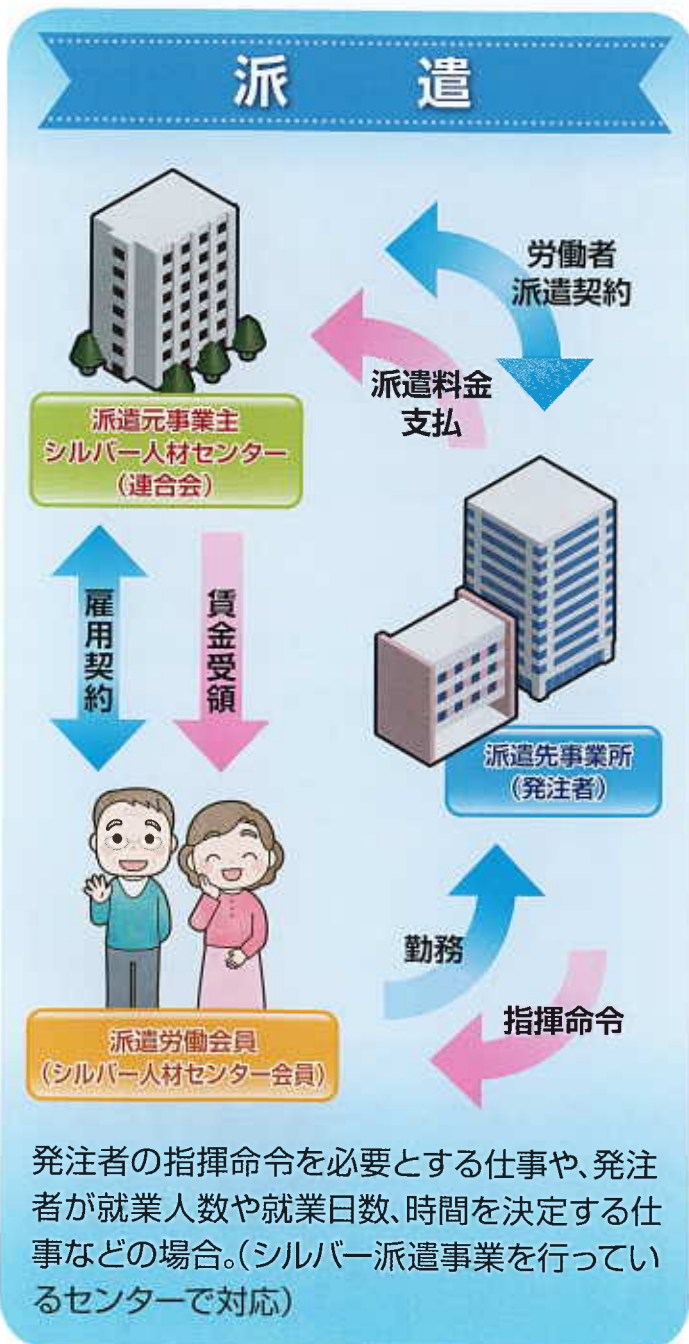 派　遣
労働者
派遣契約
派遣料金
支払
派遣元事業主
シルバー人材センター
（連合会）
雇用契約
賃金受領
派遣先事業所
（発注者）
勤務
指揮命令
派遣労働会員
（シルバー人材センター会員）
発注者の指揮命令を必要とする仕事や、発注
者が就業人数や就業日数、時間を決定する仕
事などの場合。（シルバー派遣事業を行ってい
るセンターで対応）